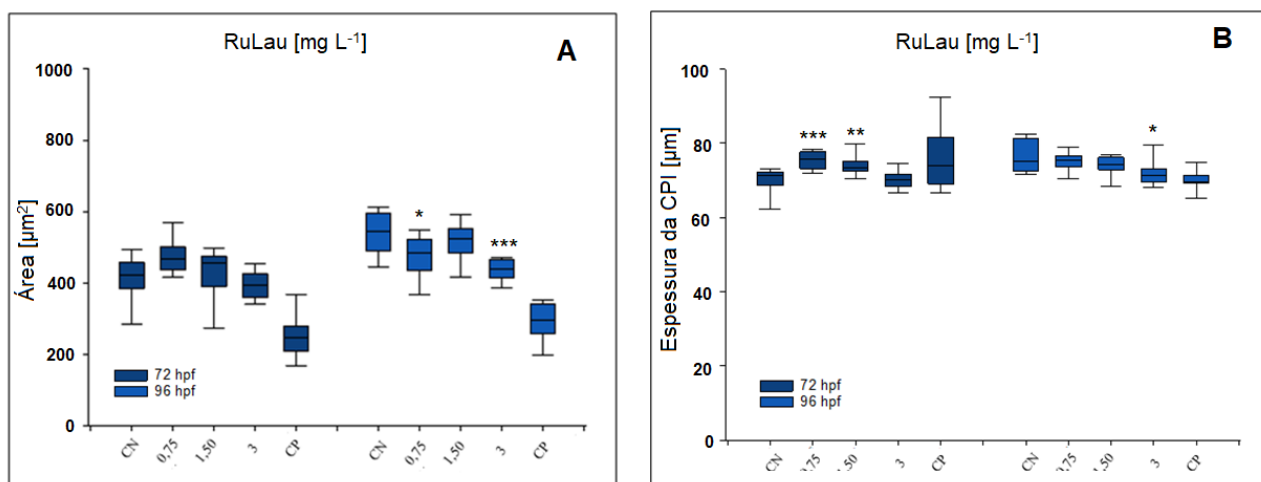 RuLau [mg L⁻¹]
A
Área [µm²]
1000
800
600
400
200
0
*
***
72 hpf
96 hpf
CN 0,75 1,50 3 CP CN 0,75 1,50 3 CP
RuLau [mg L⁻¹]
B
Espessura da CPI [µm]
100
80
60
40
20
0
*** ** *
72 hpf
96 hpf
CN 0,75 1,50 3 CP CN 0,75 1,50 3 CP